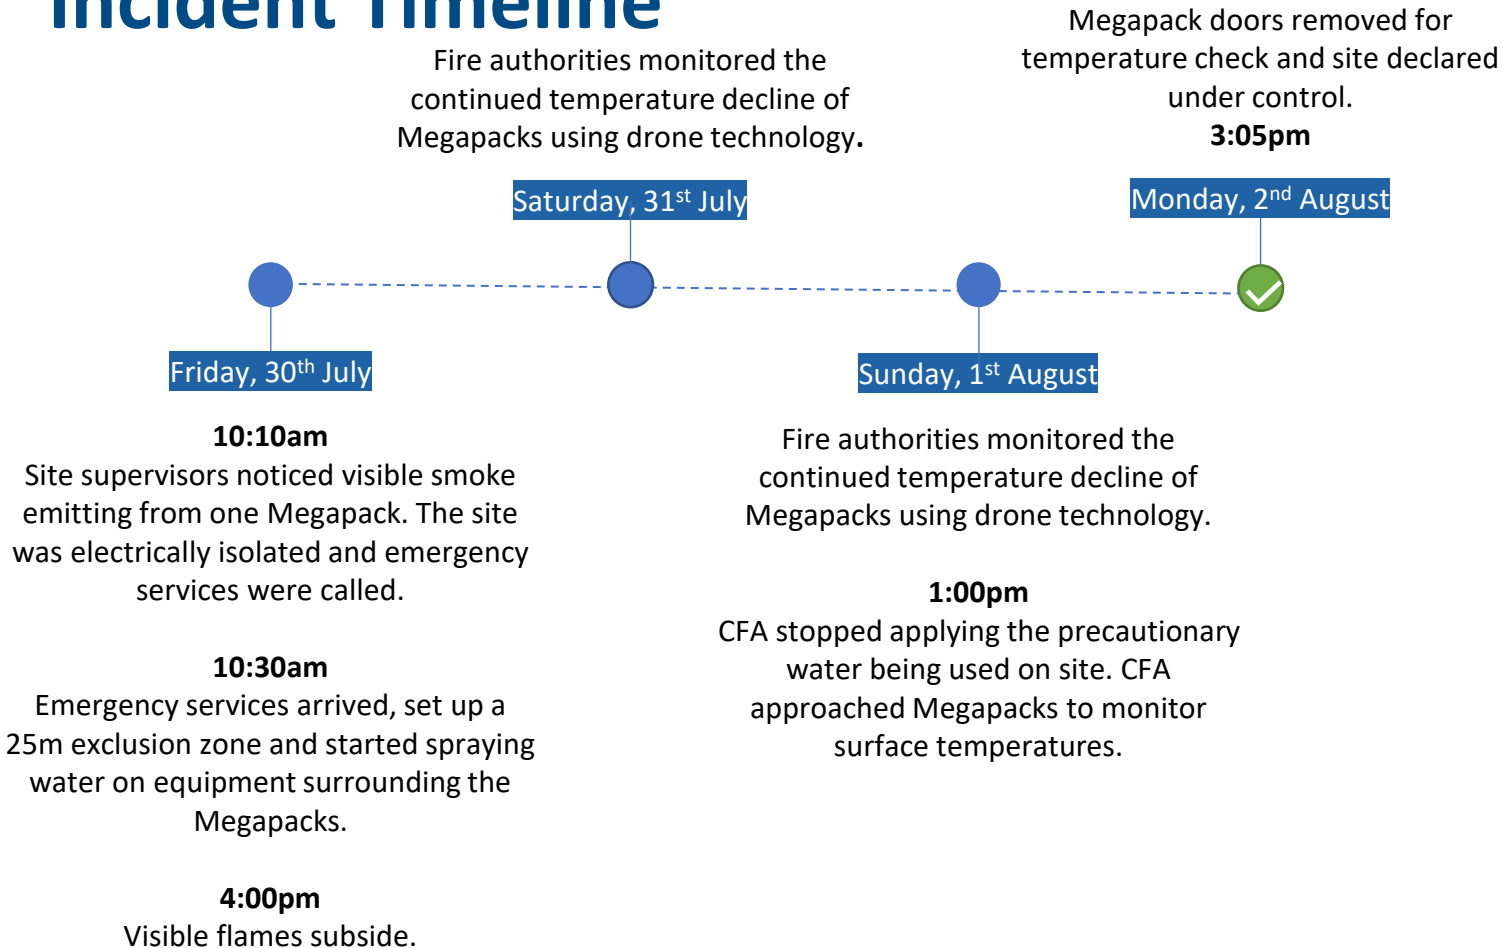 Incident Timeline
Fire authorities monitored the
continued temperature decline of
Megapacks using drone technology.
Saturday, 31st July
Megapack doors removed for
temperature check and site declared
under control.
3:05pm
Monday, 2nd August
Friday, 30th July
10:10am
Site supervisors noticed visible smoke
emitting from one Megapack. The site
was electrically isolated and emergency
services were called.
10:30am
Emergency services arrived, set up a
25m exclusion zone and started spraying
water on equipment surrounding the
Megapacks.
4:00pm
Visible flames subside.
Sunday, 1st August
Fire authorities monitored the
continued temperature decline of
Megapacks using drone technology.
1:00pm
CFA stopped applying the precautionary
water being used on site. CFA
approached Megapacks to monitor
surface temperatures.